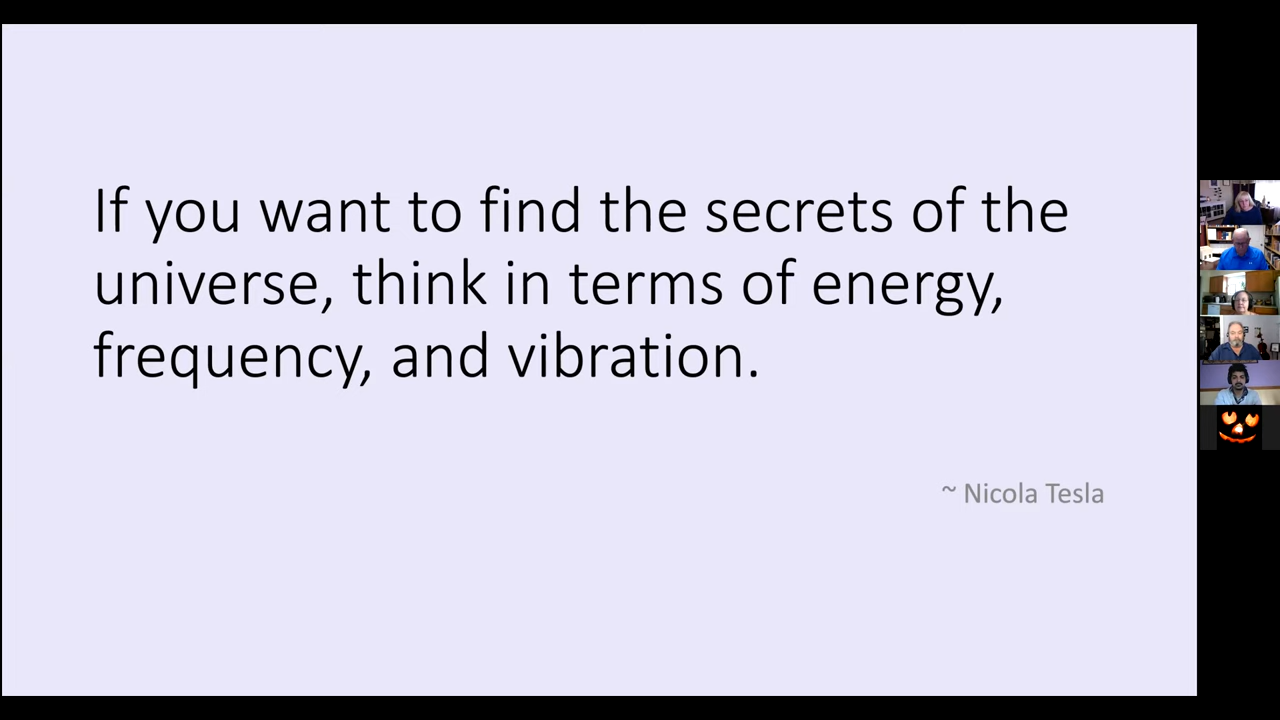 If you want to find the secrets of the
universe, think in terms of energy,
frequency, and vibration.
~ Nicola Tesla